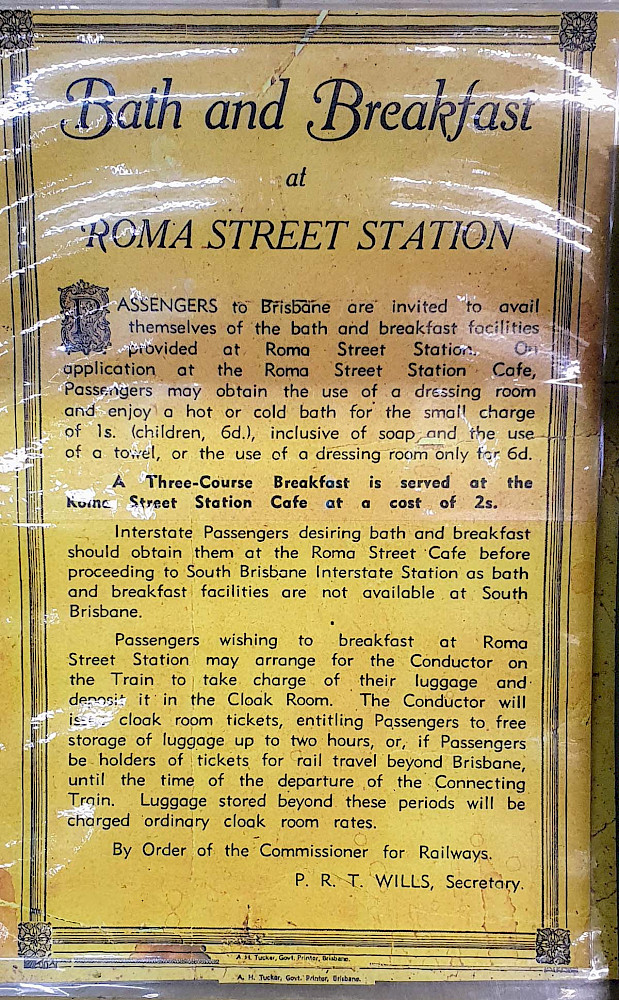 Bath and Breakfast
at
ROMA STREET STATION
PASSENGERS to Brisbane are invited to avail
themselves of the bath and breakfast facilities
provided at Roma Street Station. On
application at the Roma Street Station Cafe,
Passengers may obtain the use of a dressing room
and enjoy a hot or cold bath for the small charge
of 1s. (children, 6d.), inclusive of soap and the use
of a towel, or the use of a dressing room only for 6d.
A Three-Course Breakfast is served at the
Roma Street Station Cafe at a cost of 2s.
Interstate Passengers desiring bath and breakfast
should obtain them at the Roma Street Cafe before
proceeding to South Brisbane Interstate Station as bath
and breakfast facilities are not available at South
Brisbane.
Passengers wishing to breakfast at Roma
Street Station may arrange for the Conductor on
the Train to take charge of their luggage and
deposit it in the Cloak Room. The Conductor will
issue cloak room tickets, entitling Passengers to free
storage of luggage up to two hours, or, if Passengers
be holders of tickets for rail travel beyond Brisbane,
until the time of the departure of the Connecting
Train. Luggage stored beyond these periods will be
charged ordinary cloak room rates.
By Order of the Commissioner for Railways.
P. R. T. WILLS, Secretary.
A. H. Tucker, Govt. Printer, Brisbane.
A. H. Tucker, Govt. Printer, Brisbane.